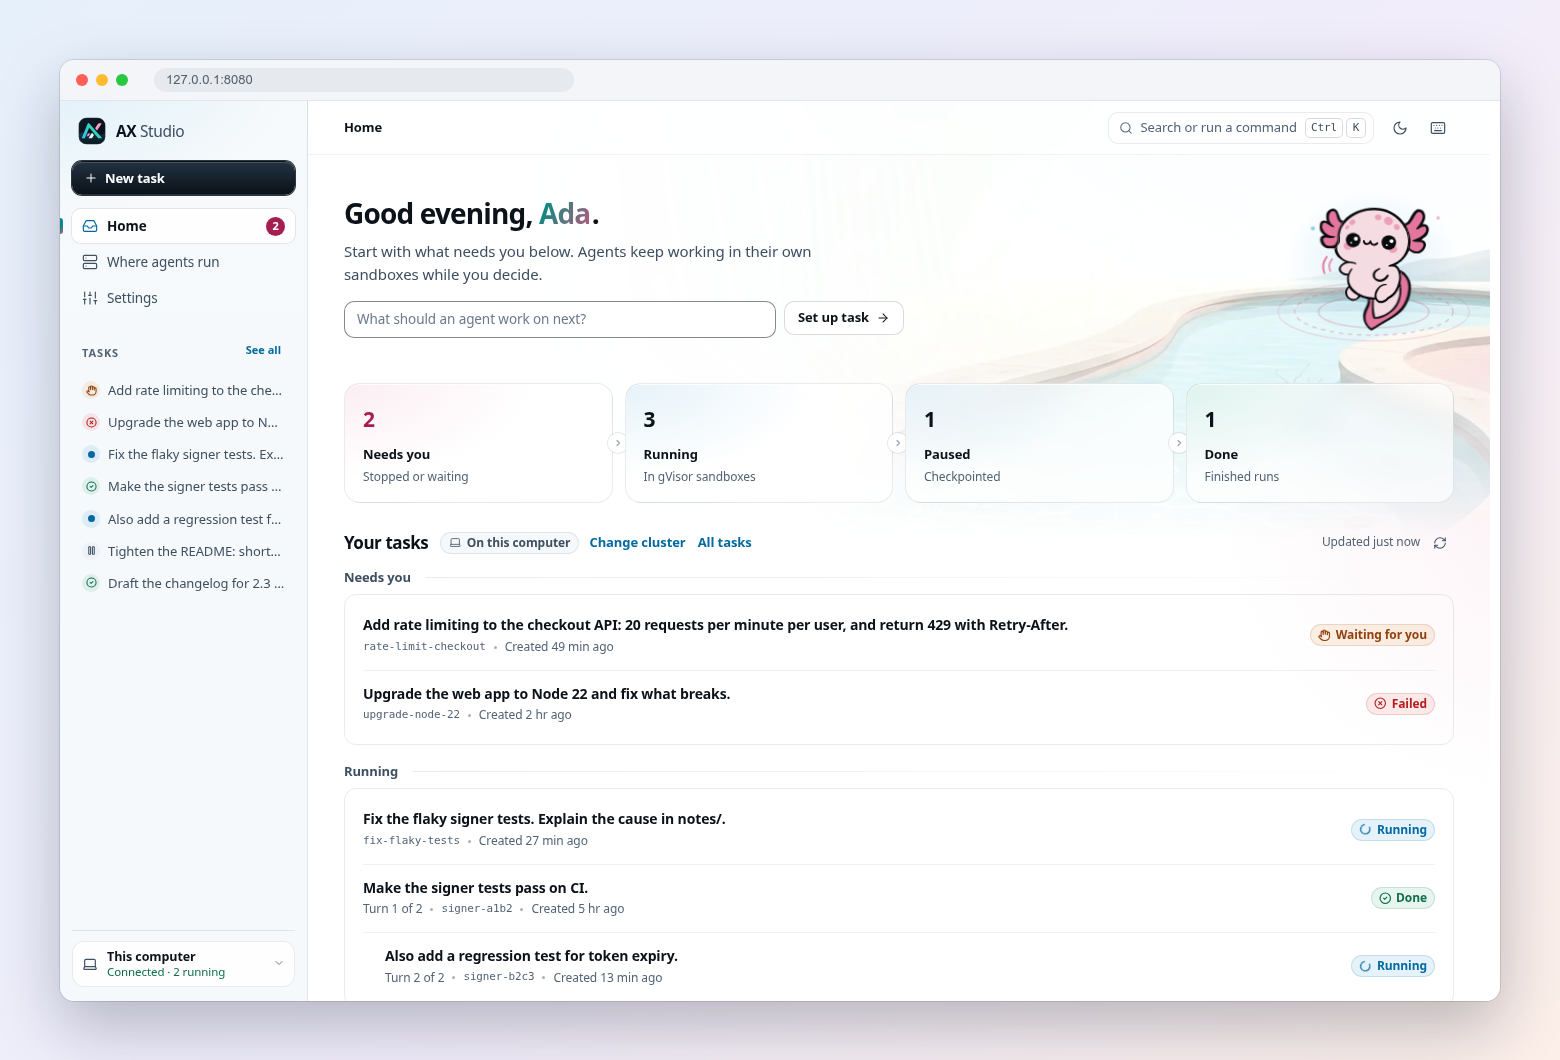 127.0.0.1:8080
AX Studio
New task
Home
2
Where agents run
Settings
TASKS
See all
Add rate limiting to the che...
Upgrade the web app to N...
Fix the flaky signer tests. Ex...
Make the signer tests pass ...
Also add a regression test f...
Tighten the README: short...
Draft the changelog for 2.3 ...
This computer
Connected · 2 running
Home
Search or run a command
Ctrl
K
Good evening, Ada.
Start with what needs you below. Agents keep working in their own
sandboxes while you decide.
What should an agent work on next?
Set up task
2
Needs you
Stopped or waiting
3
Running
In gVisor sandboxes
1
Paused
Checkpointed
1
Done
Finished runs
Your tasks
On this computer
Change cluster
All tasks
Updated just now
Needs you
Add rate limiting to the checkout API: 20 requests per minute per user, and return 429 with Retry-After.
rate-limit-checkout • Created 49 min ago
Waiting for you
Upgrade the web app to Node 22 and fix what breaks.
upgrade-node-22 • Created 2 hr ago
Failed
Running
Fix the flaky signer tests. Explain the cause in notes/.
fix-flaky-tests • Created 27 min ago
Running
Make the signer tests pass on CI.
Turn 1 of 2 • signer-a1b2 • Created 5 hr ago
Done
Also add a regression test for token expiry.
Turn 2 of 2 • signer-b2c3 • Created 13 min ago
Running